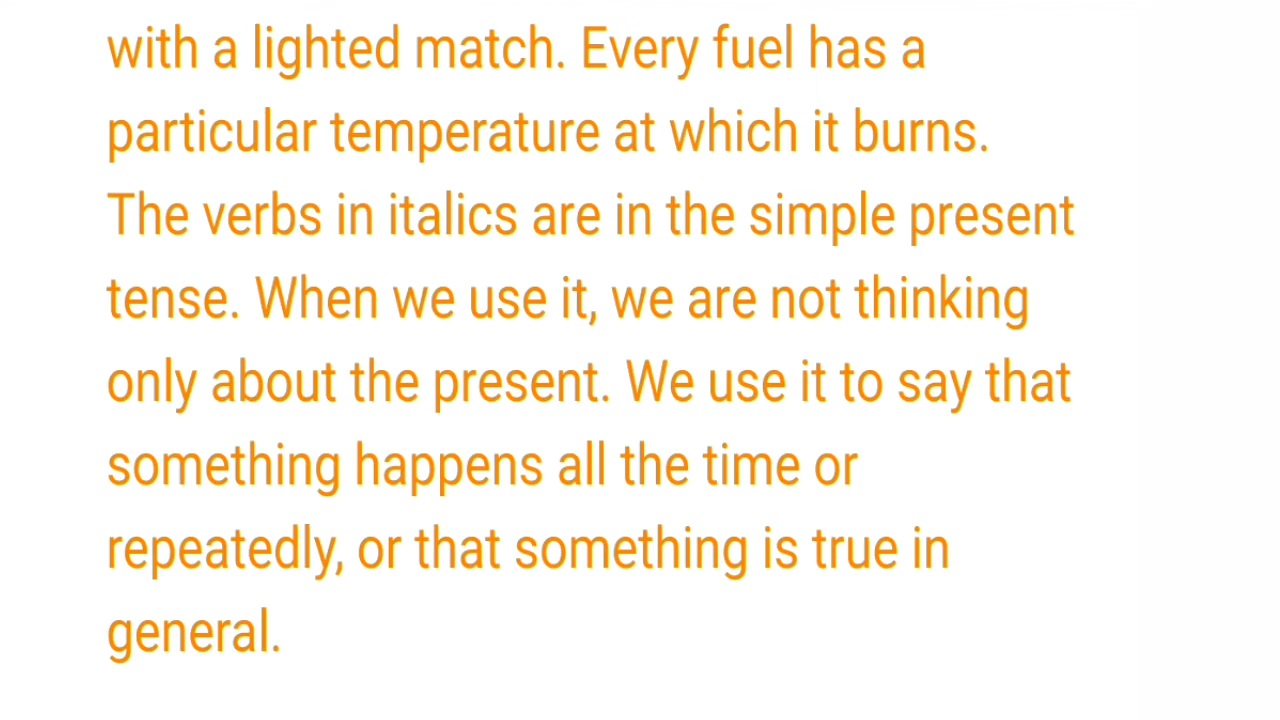 with a lighted match. Every fuel has a
particular temperature at which it burns.
The verbs in italics are in the simple present
tense. When we use it, we are not thinking
only about the present. We use it to say that
something happens all the time or
repeatedly, or that something is true in
general.